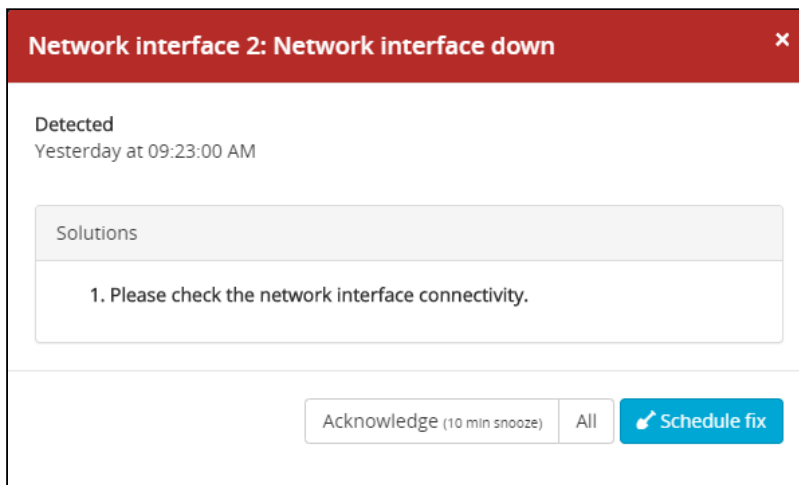 Network interface 2: Network interface down ×
Detected
Yesterday at 09:23:00 AM
Solutions
1. Please check the network interface connectivity.
Acknowledge (10 min snooze) All Schedule fix